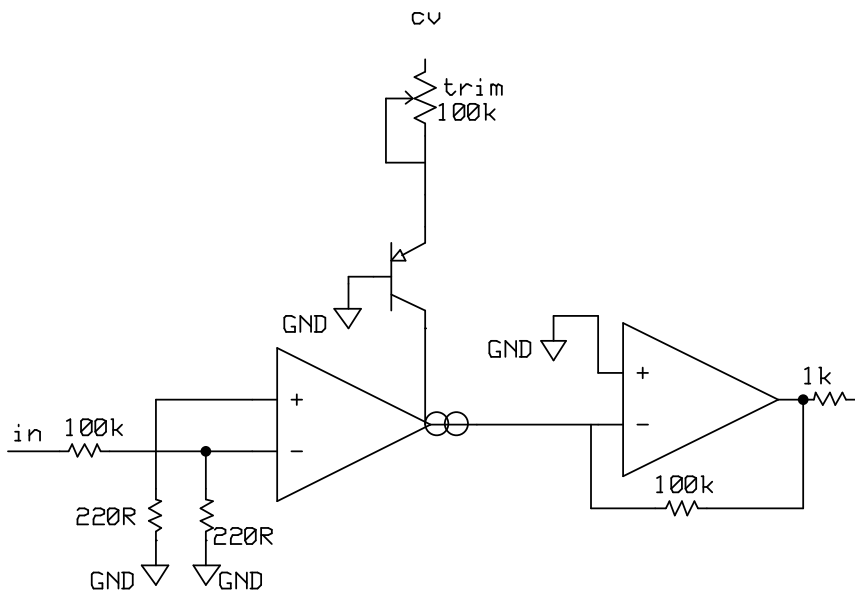 cv
trim
100k
GND
GND
1k
+
+
in
100k
-
-
100k
220R
220R
GND
GND